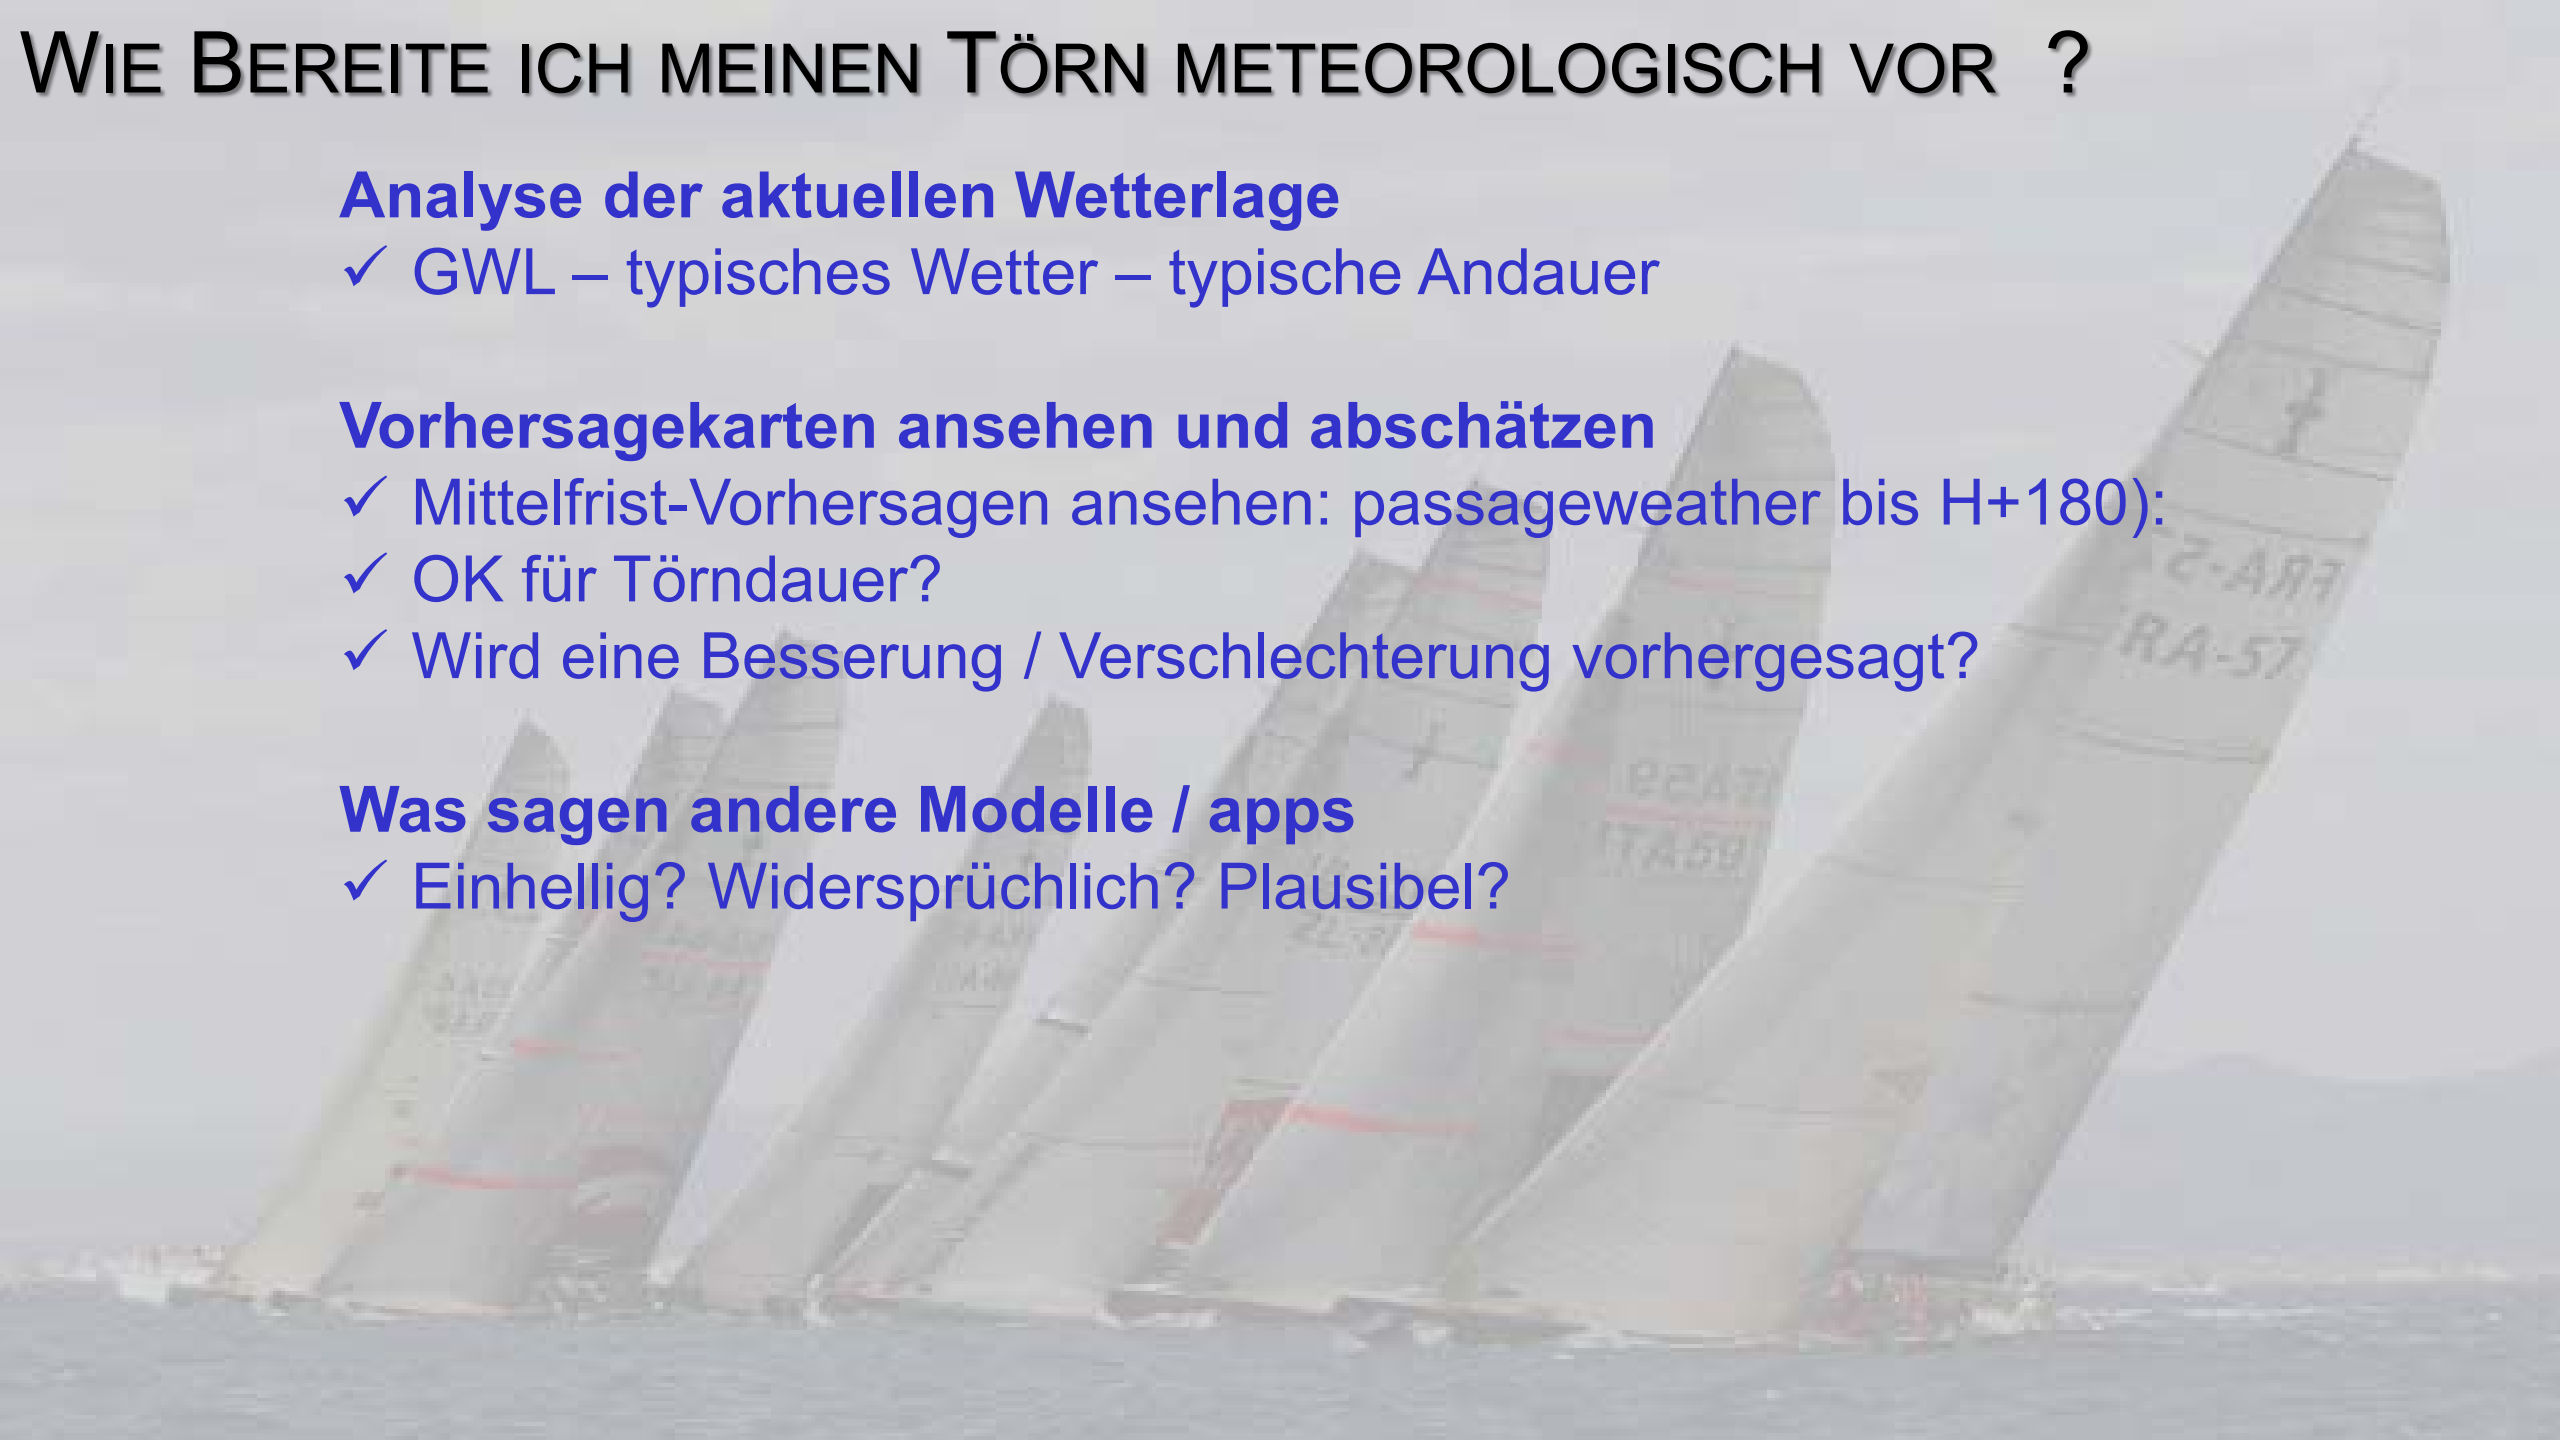 Wie Bereite ich meinen Törn meteorologisch vor ?
Analyse der aktuellen Wetterlage
✓ GWL – typisches Wetter – typische Andauer
Vorhersagekarten ansehen und abschätzen
✓ Mittelfrist-Vorhersagen ansehen: passageweather bis H+180):
✓ OK für Törndauer?
✓ Wird eine Besserung / Verschlechterung vorhergesagt?
Was sagen andere Modelle / apps
✓ Einhellig? Widersprüchlich? Plausibel?